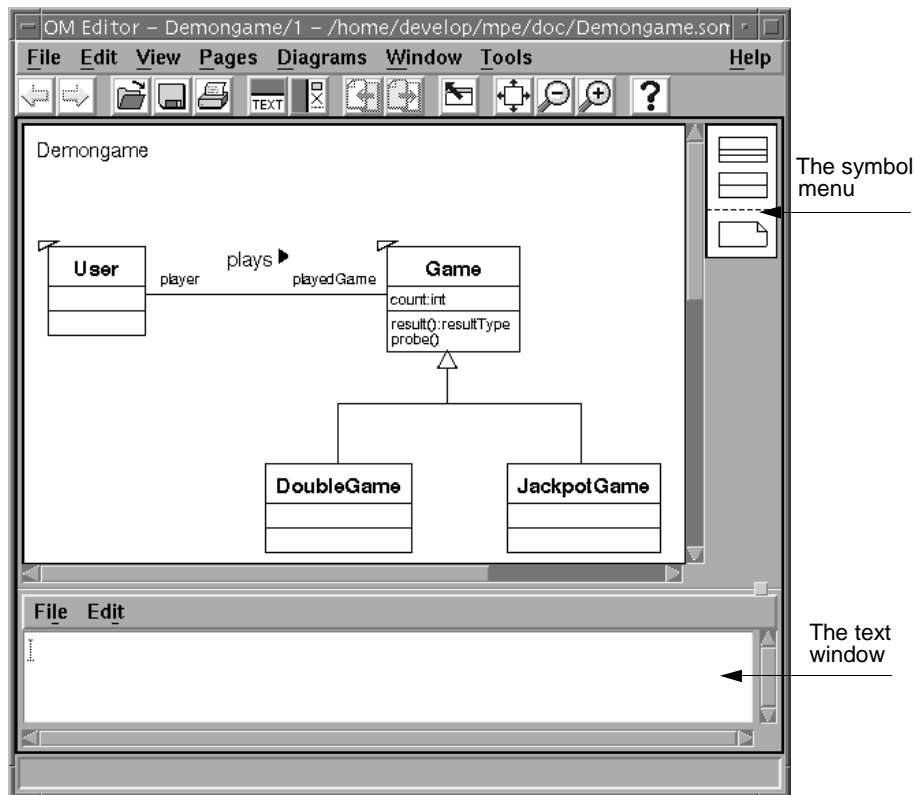 OM Editor – Demongame/1 – /home/develop/mpe/doc/Demongame.som
File Edit View Pages Diagrams Window Tools Help
TEXT
?
Demongame
The symbol
menu
User
player
plays
playedGame
Game
count:int
result():resultType
probe()
DoubleGame
JackpotGame
File Edit
The text
window